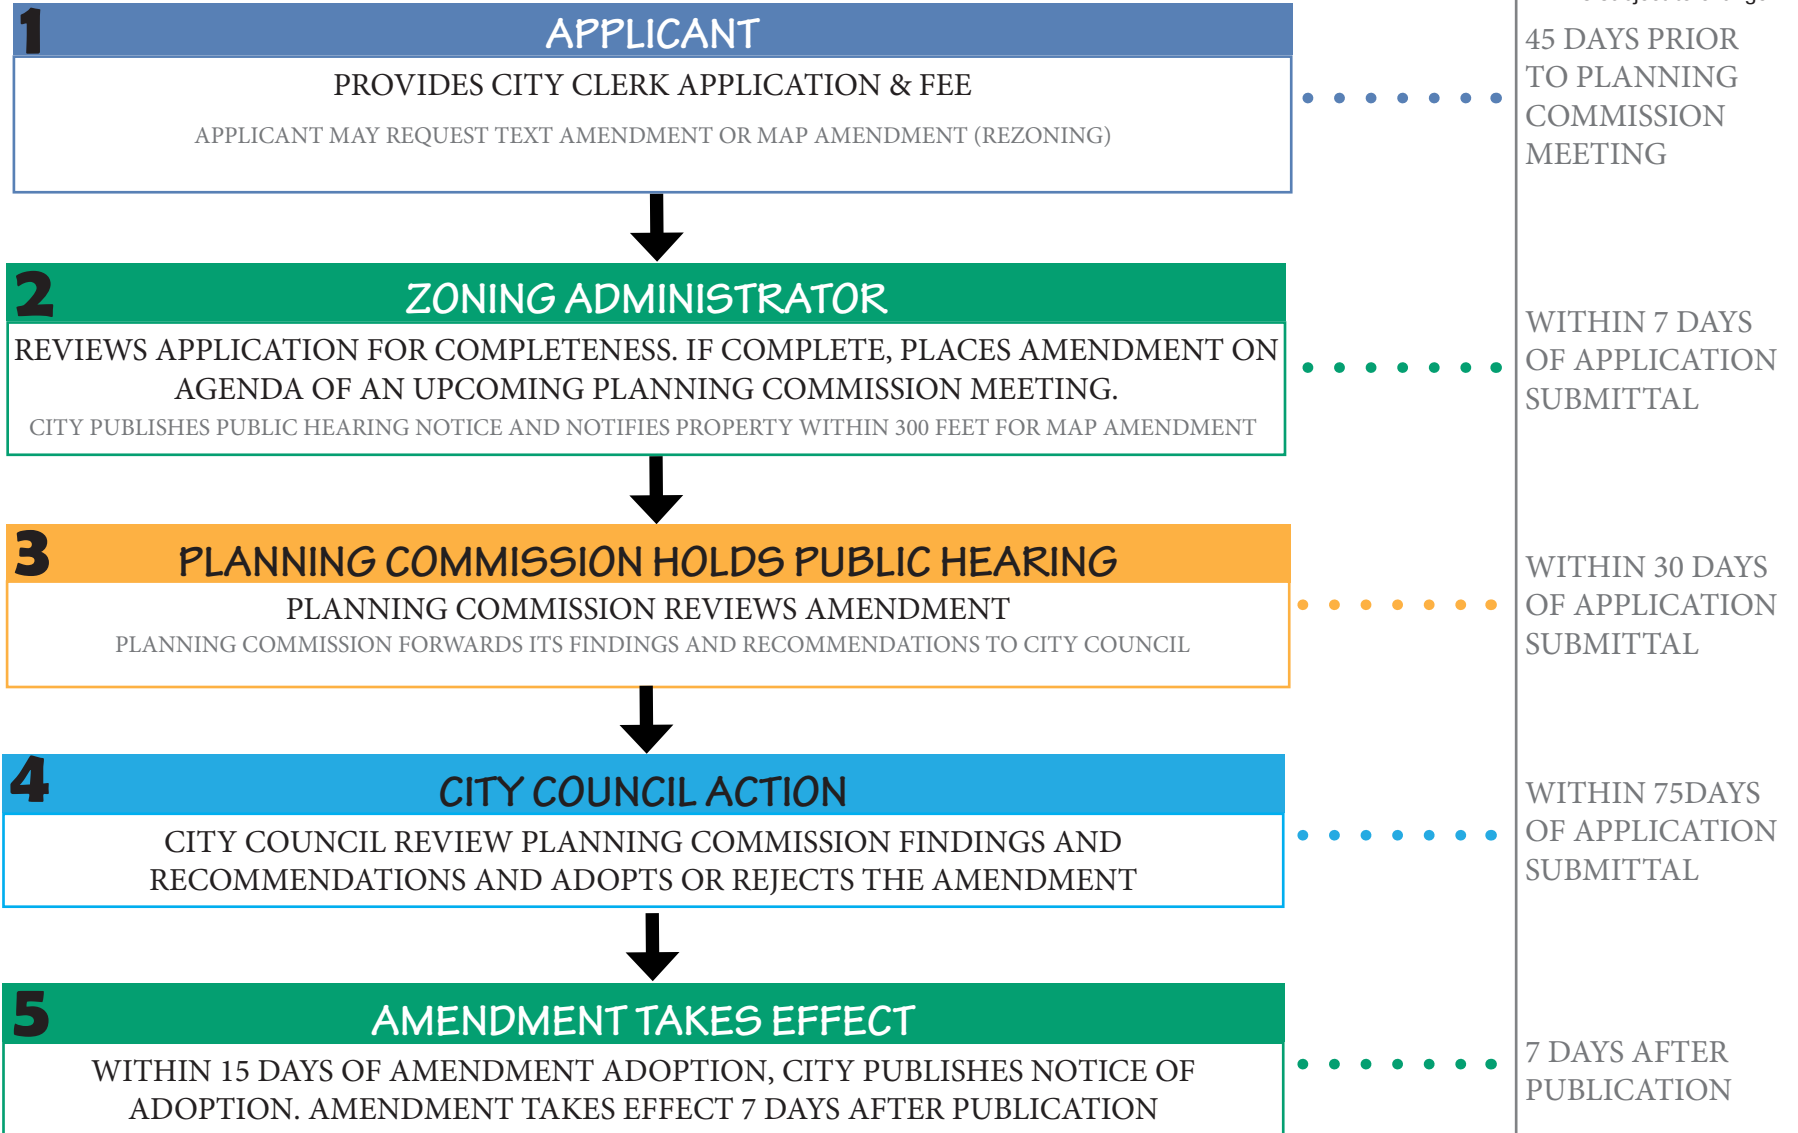 1
APPLICANT
PROVIDES CITY CLERK APPLICATION & FEE
APPLICANT MAY REQUEST TEXT AMENDMENT OR MAP AMENDMENT (REZONING)
45 DAYS PRIOR
TO PLANNING
COMMISSION
MEETING
2
ZONING ADMINISTRATOR
REVIEWS APPLICATION FOR COMPLETENESS. IF COMPLETE, PLACES AMENDMENT ON
AGENDA OF AN UPCOMING PLANNING COMMISSION MEETING.
CITY PUBLISHES PUBLIC HEARING NOTICE AND NOTIFIES PROPERTY WITHIN 300 FEET FOR MAP AMENDMENT
WITHIN 7 DAYS
OF APPLICATION
SUBMITTAL
3
PLANNING COMMISSION HOLDS PUBLIC HEARING
PLANNING COMMISSION REVIEWS AMENDMENT
PLANNING COMMISSION FORWARDS ITS FINDINGS AND RECOMMENDATIONS TO CITY COUNCIL
WITHIN 30 DAYS
OF APPLICATION
SUBMITTAL
4
CITY COUNCIL ACTION
CITY COUNCIL REVIEW PLANNING COMMISSION FINDINGS AND
RECOMMENDATIONS AND ADOPTS OR REJECTS THE AMENDMENT
WITHIN 75DAYS
OF APPLICATION
SUBMITTAL
5
AMENDMENT TAKES EFFECT
WITHIN 15 DAYS OF AMENDMENT ADOPTION, CITY PUBLISHES NOTICE OF
ADOPTION. AMENDMENT TAKES EFFECT 7 DAYS AFTER PUBLICATION
7 DAYS AFTER
PUBLICATION